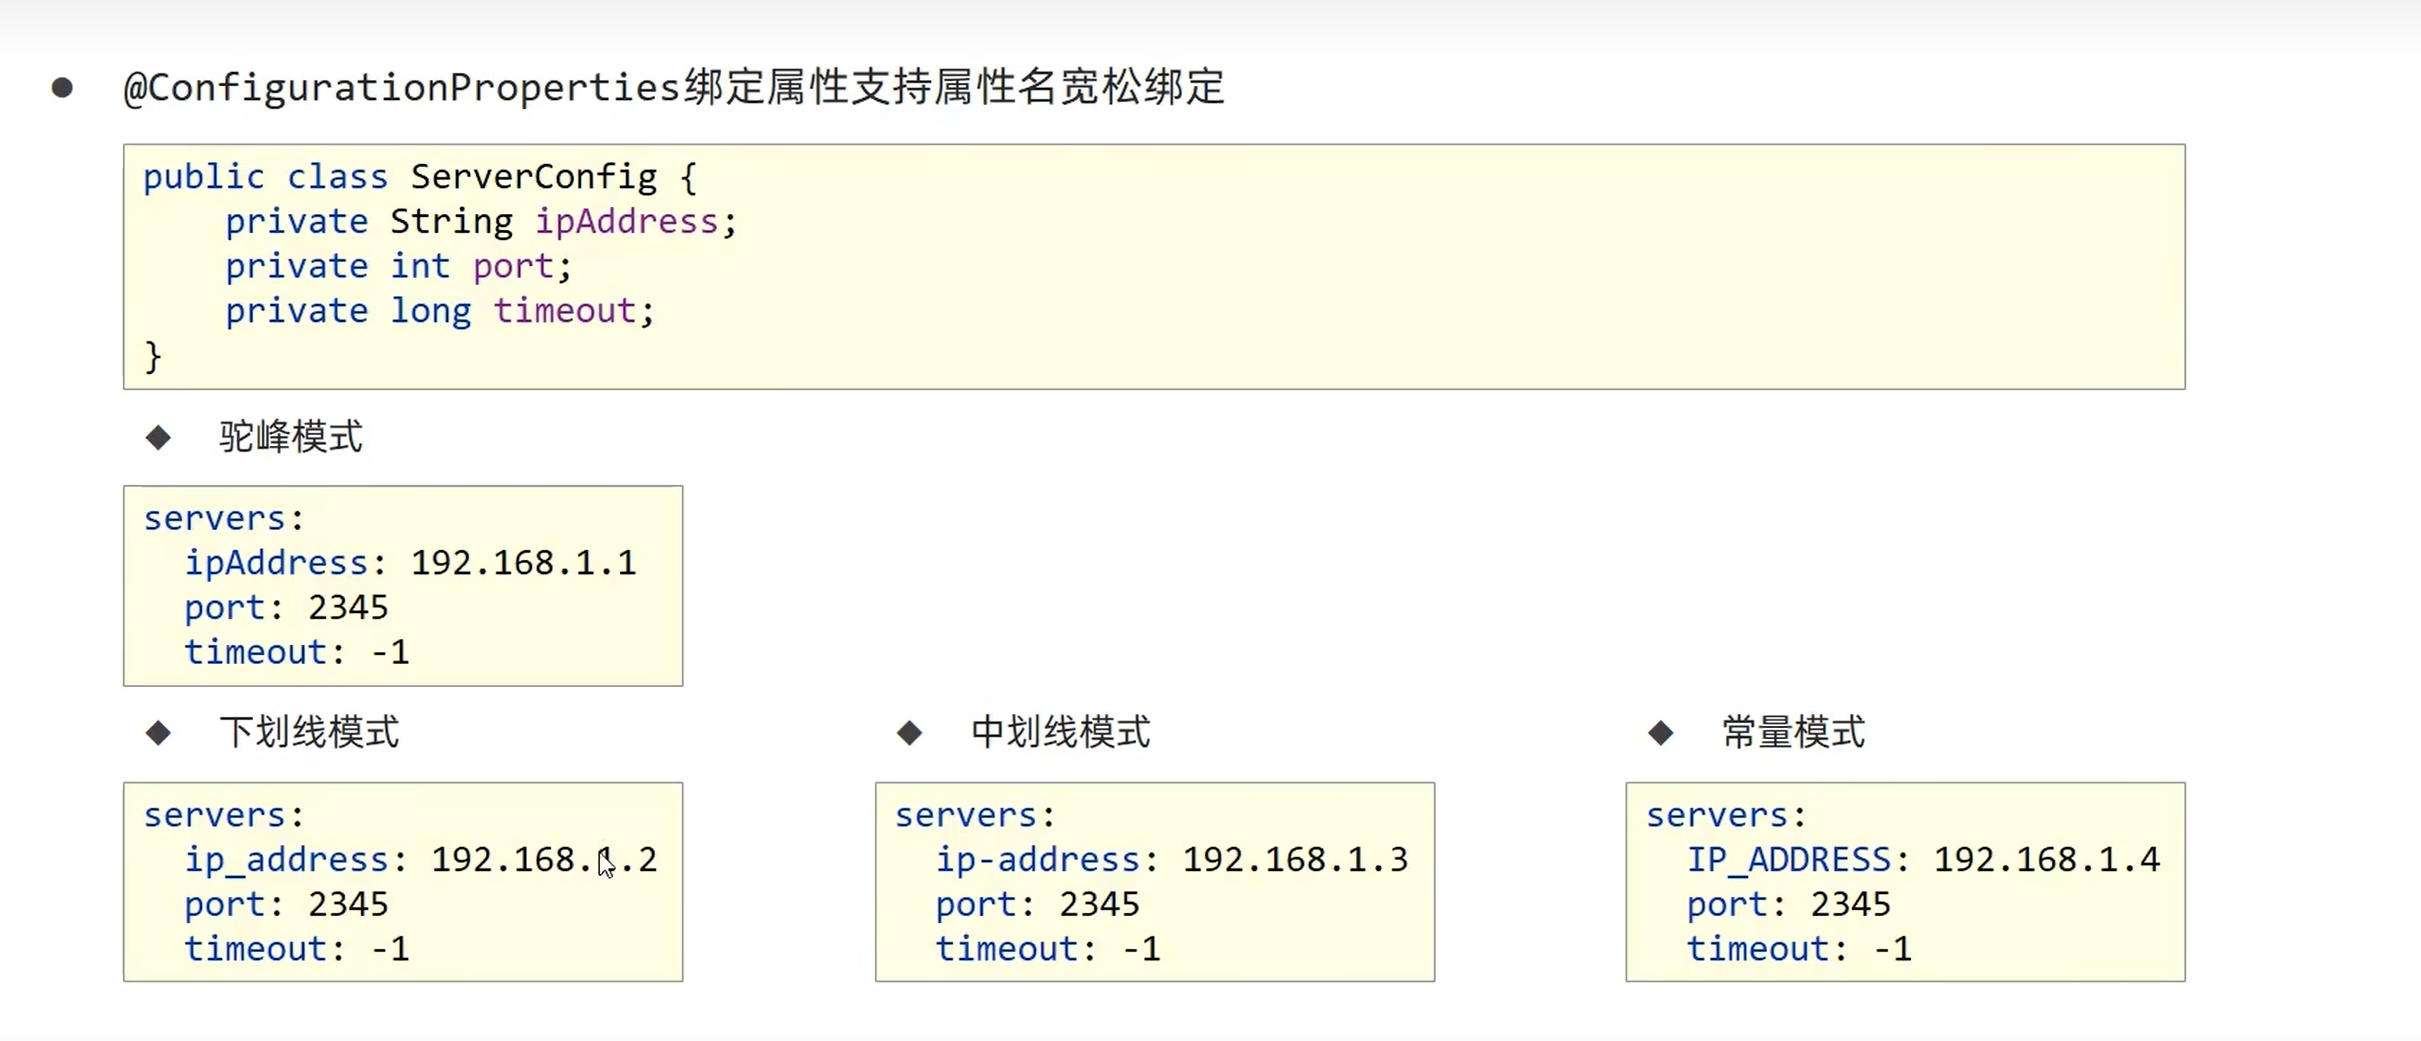 ● @ConfigurationProperties绑定属性支持属性名宽松绑定
public class ServerConfig {
    private String ipAddress;
    private int port;
    private long timeout;
}
◆ 驼峰模式
servers:
  ipAddress: 192.168.1.1
  port: 2345
  timeout: -1
◆ 下划线模式
servers:
  ip_address: 192.168.1.2
  port: 2345
  timeout: -1
◆ 中划线模式
servers:
  ip-address: 192.168.1.3
  port: 2345
  timeout: -1
◆ 常量模式
servers:
  IP_ADDRESS: 192.168.1.4
  port: 2345
  timeout: -1